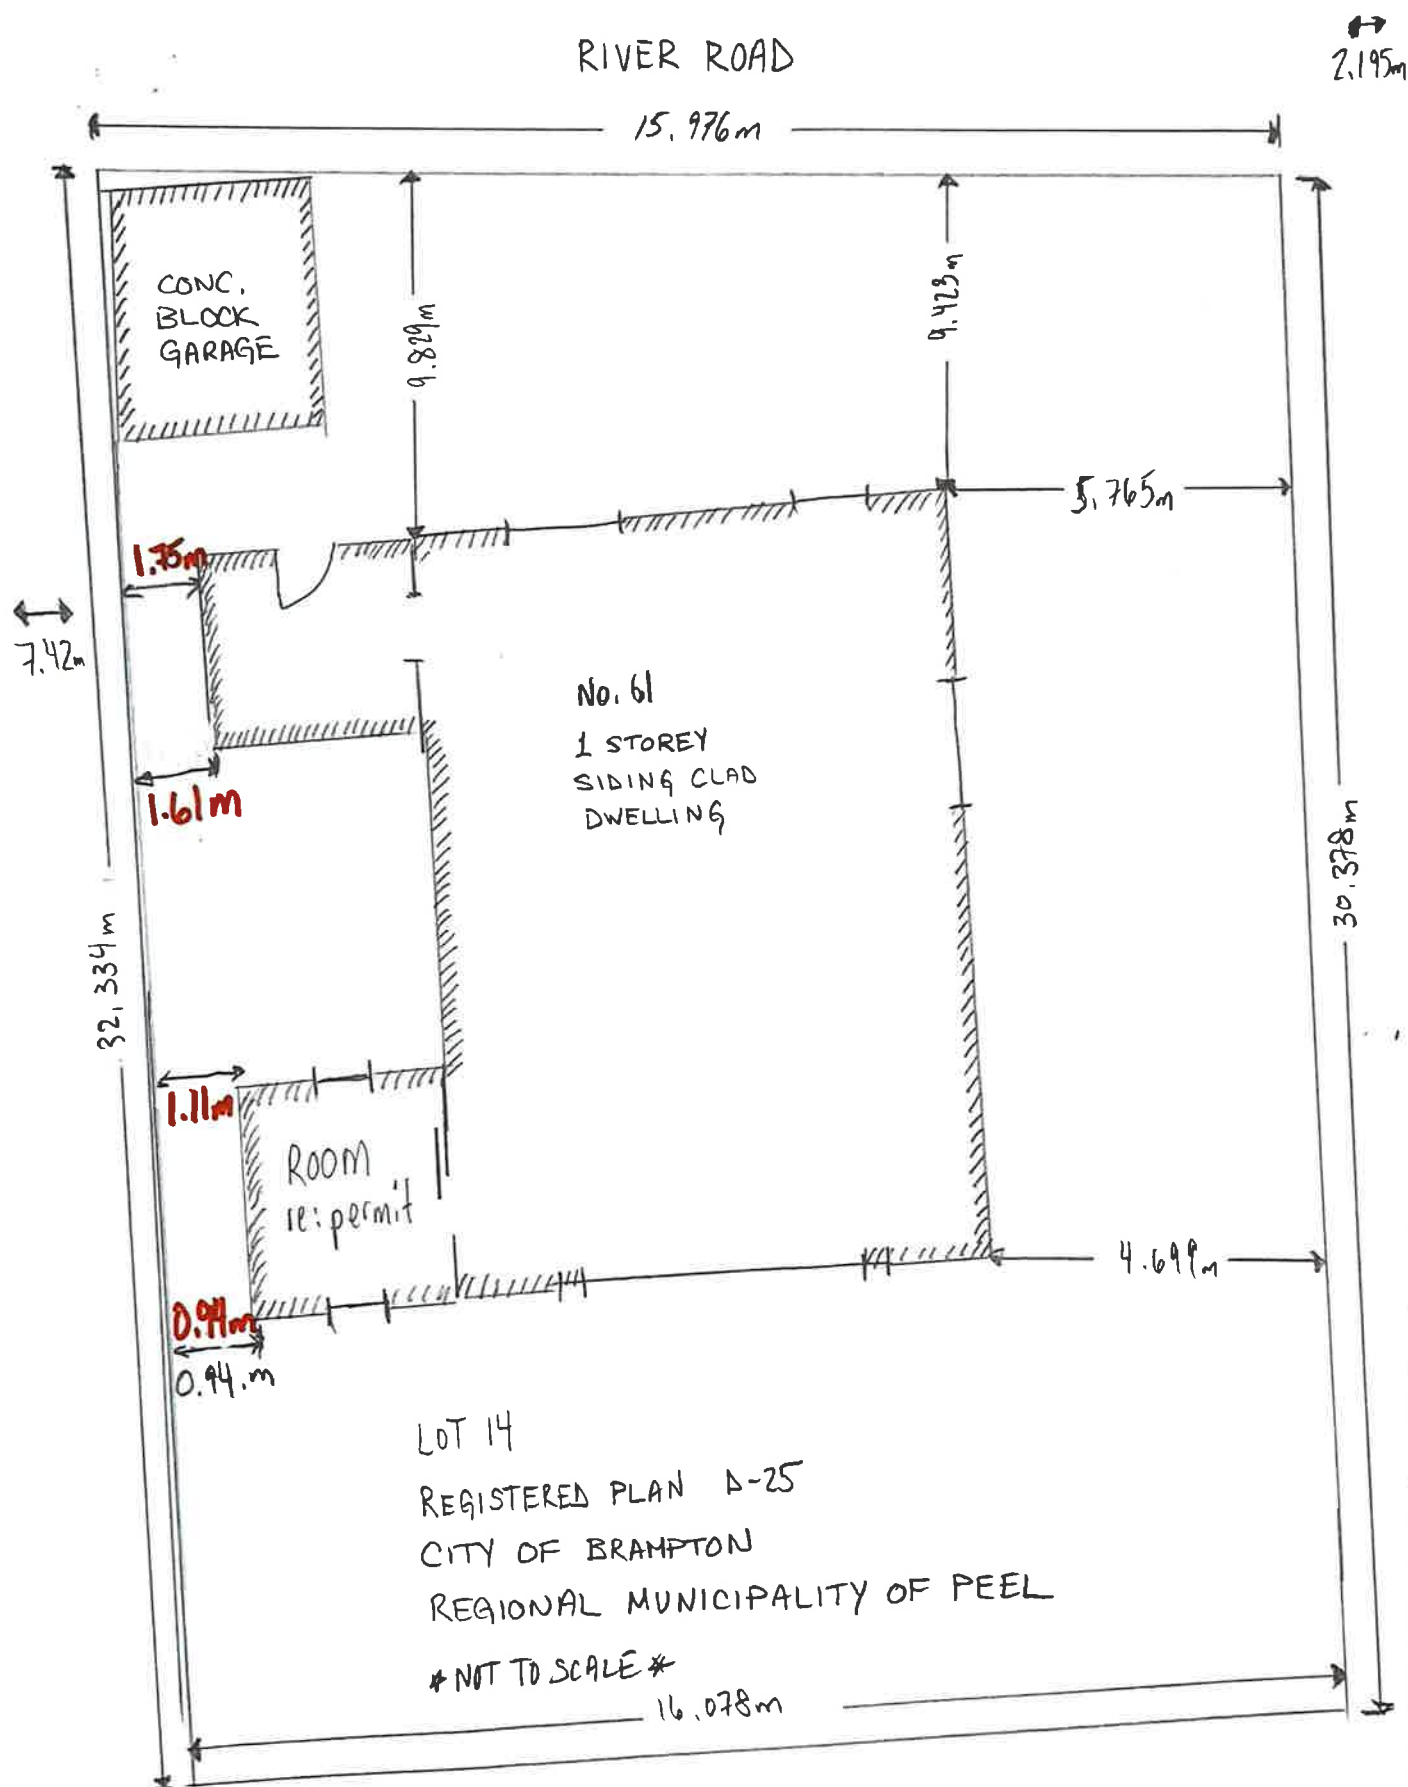 RIVER ROAD
2.195m
15.976m
CONC.
BLOCK
GARAGE
9.829m
9.423m
5.765m
1.75m
7.42m
No. 61
1 STOREY
SIDING CLAD
DWELLING
1.61m
30.378m
32.334m
1.11m
ROOM
re: permit
4.699m
0.94m
0.94.m
LOT 14
REGISTERED PLAN D-25
CITY OF BRAMPTON
REGIONAL MUNICIPALITY OF PEEL
*NOT TO SCALE*
16.078m